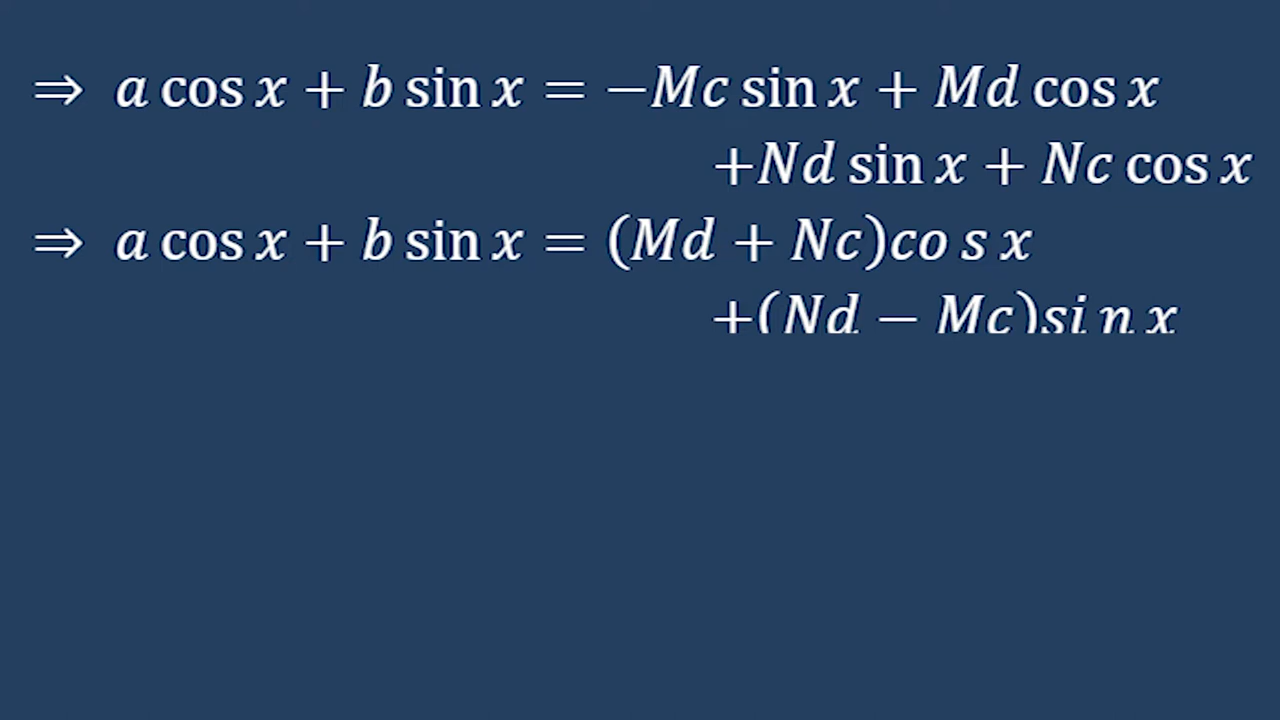 ⇒ a cos x + b sin x = −Mc sin x + Md cos x
+Nd sin x + Nc cos x
⇒ a cos x + b sin x = (Md + Nc)co s x
+(Nd − Mc)si n x